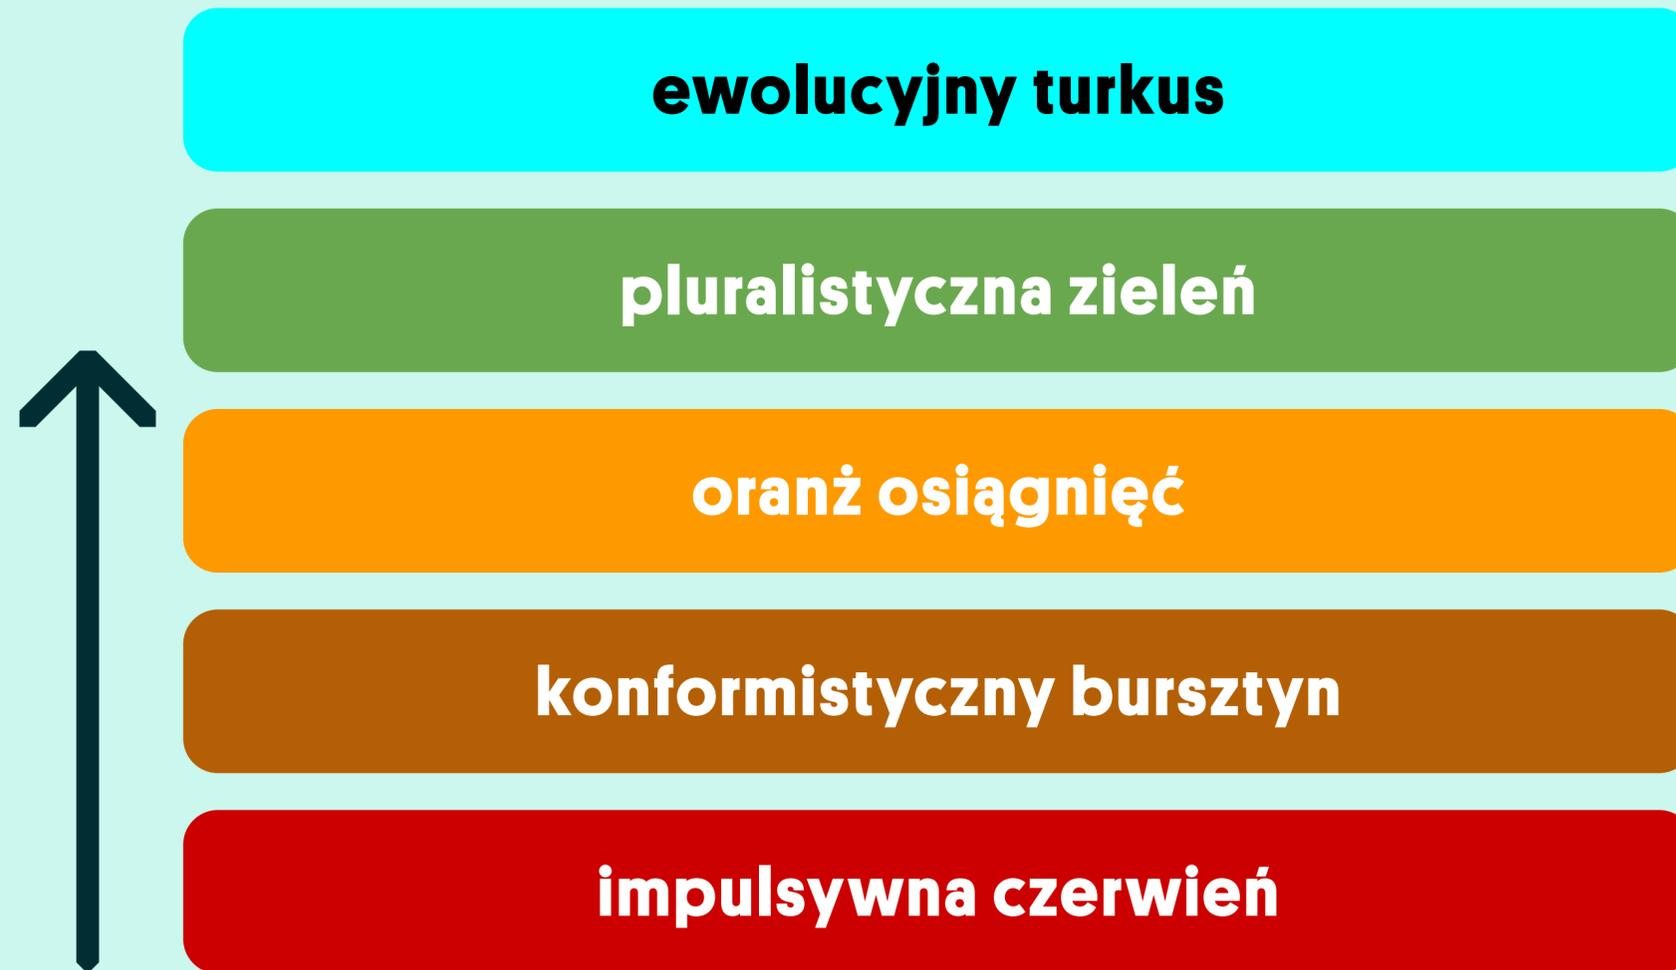 ewolucyjny turkus
pluralistyczna zieleń
oranż osiągnięć
konformistyczny bursztyn
impulsywna czerwień